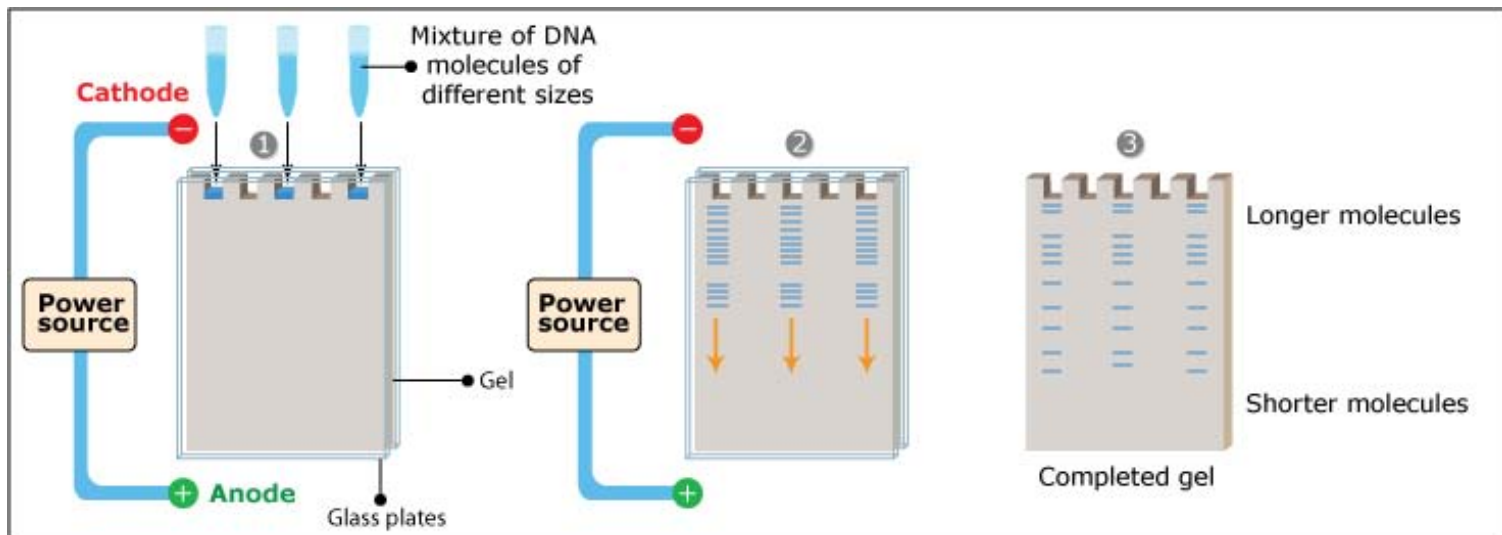 Mixture of DNA
molecules of
different sizes
Cathode
−
1
Power
source
Gel
+ Anode
Glass plates
−
2
Power
source
+
3
Longer molecules
Shorter molecules
Completed gel